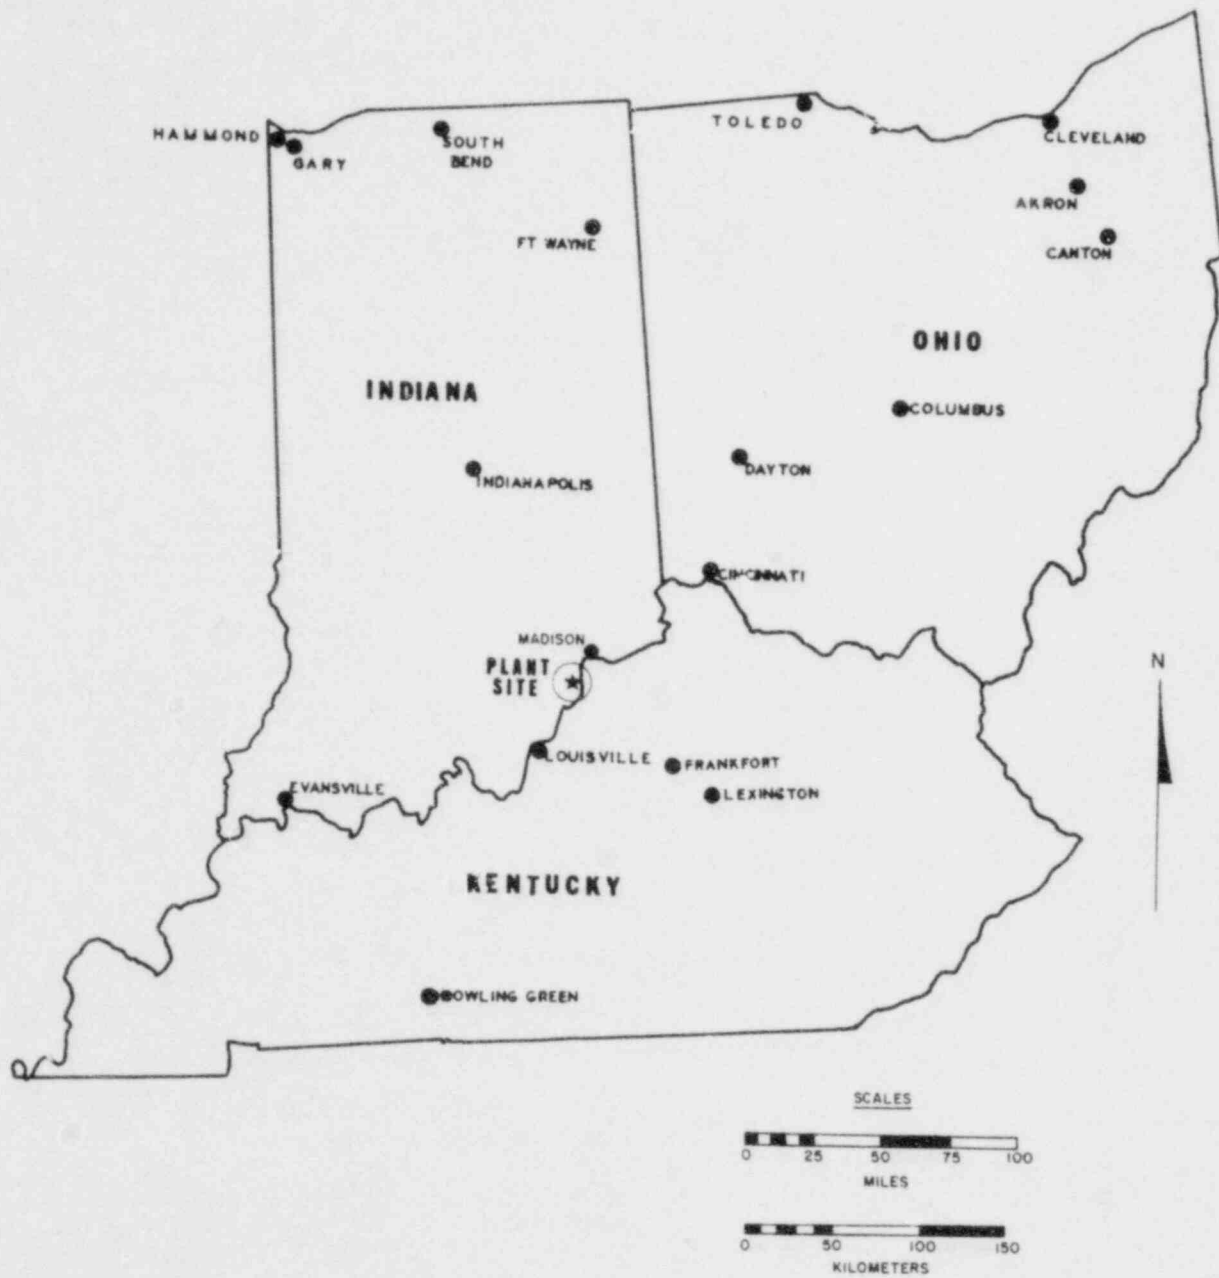 TOLEDO
HAMMOND
GARY
SOUTH
BEND
CLEVELAND
AKRON
FT WAYNE
CANTON
OHIO
INDIANA
COLUMBUS
INDIANAPOLIS
DAYTON
CINCINNATI
MADISON
PLANT
SITE
N
LOUISVILLE
FRANKFORT
EVANSVILLE
LEXINGTON
KENTUCKY
BOWLING GREEN
SCALES
0 25 50 75 100
MILES
0 50 100 150
KILOMETERS